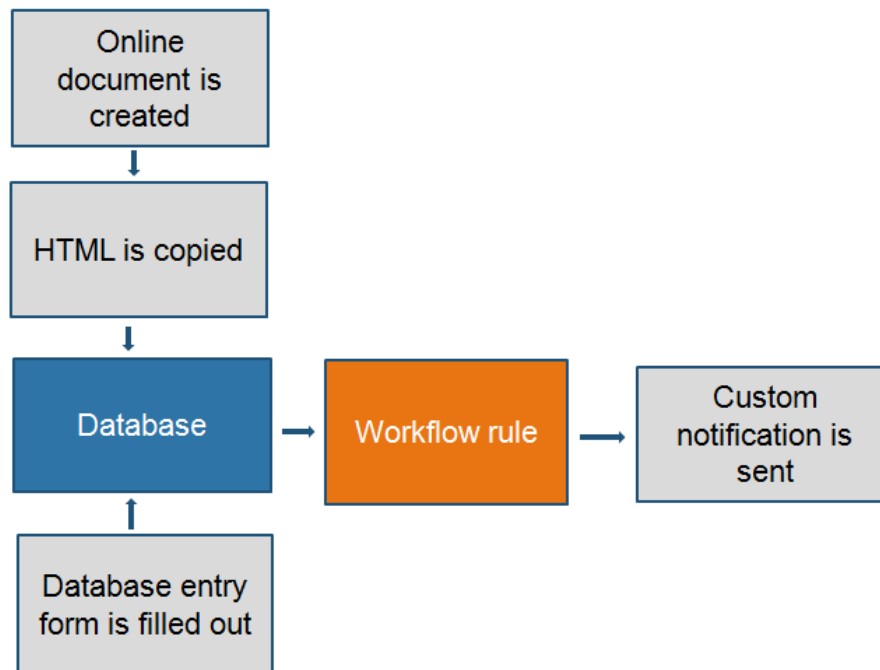 Online
document is
created
HTML is copied
Database
Workflow rule
Custom
notification is
sent
Database entry
form is filled out